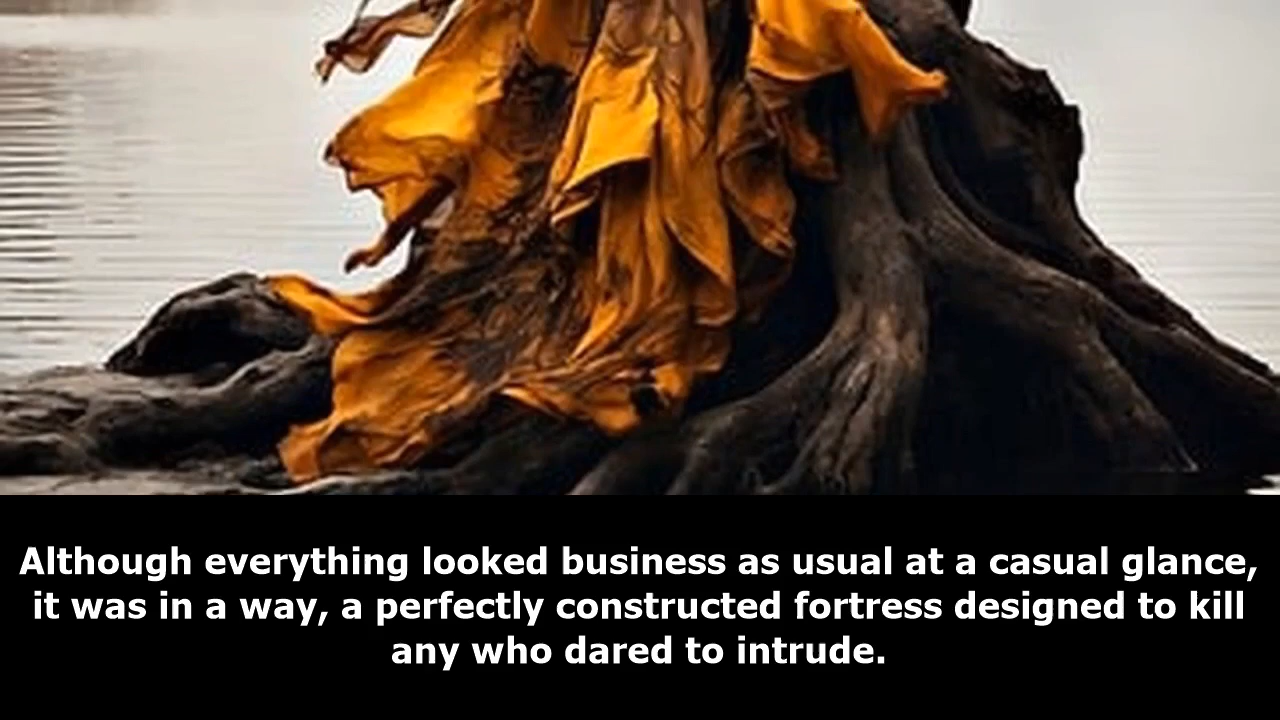 Although everything looked business as usual at a casual glance,
it was in a way, a perfectly constructed fortress designed to kill
any who dared to intrude.